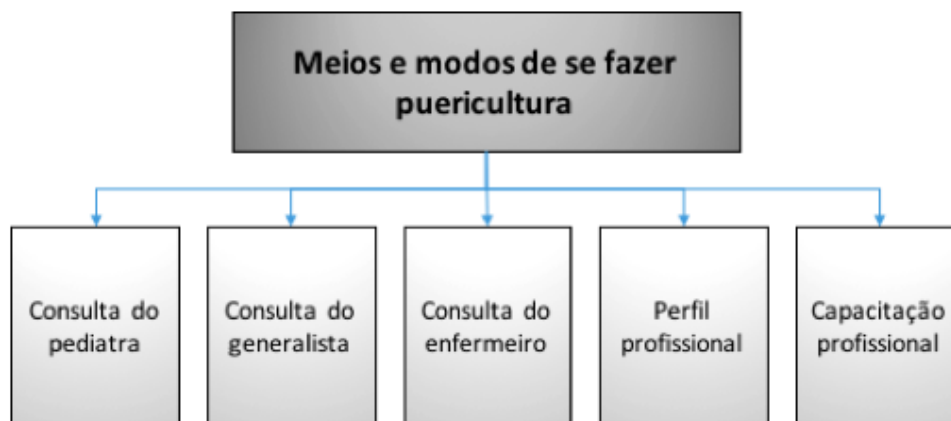 Meios e modos de se fazer
puericultura
Consulta do
pediatra
Consulta do
generalista
Consulta do
enfermeiro
Perfil
profissional
Capacitação
profissional